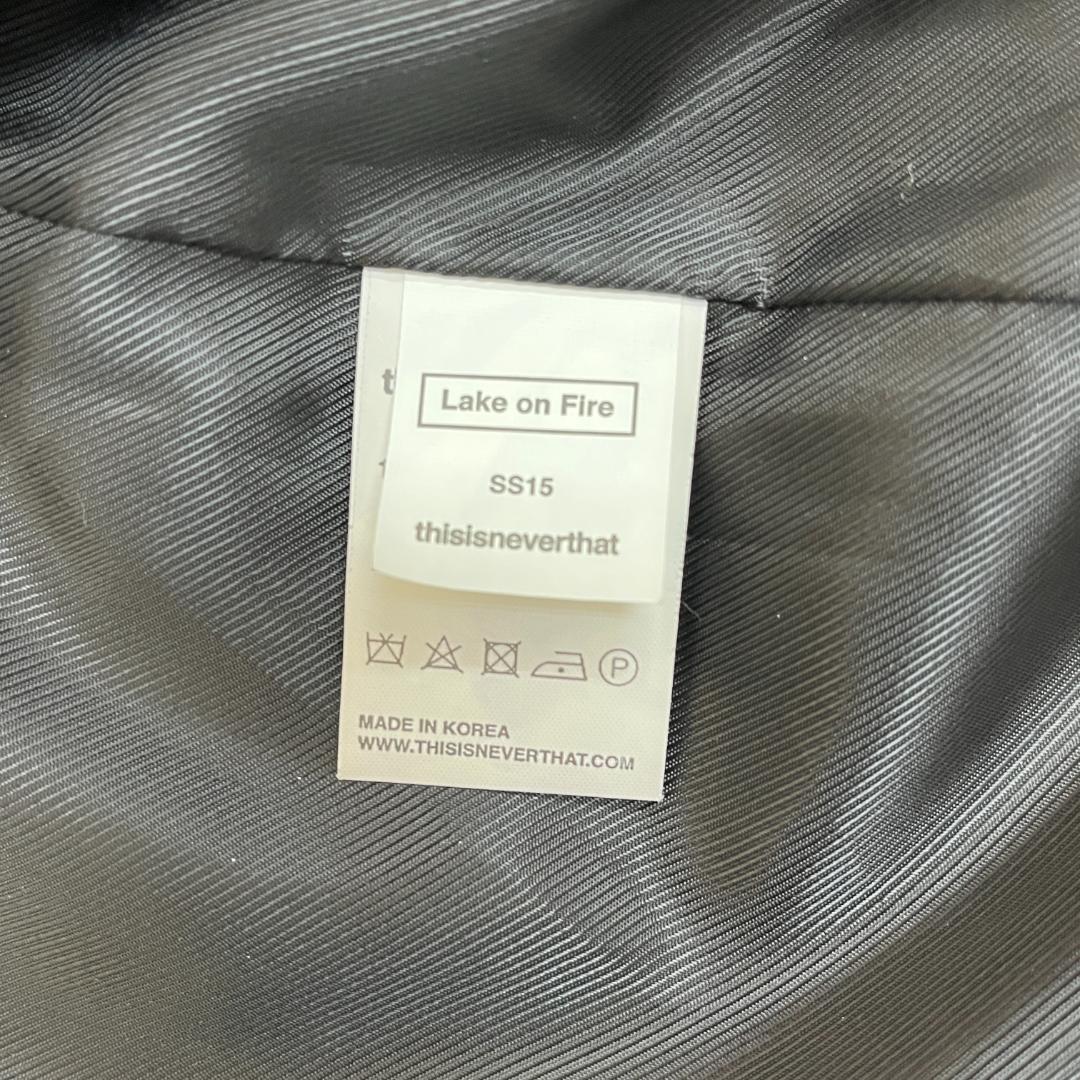 Lake on Fire
SS15
thisisneverthat
P
MADE IN KOREA
WWW.THISISNEVERTHAT.COM